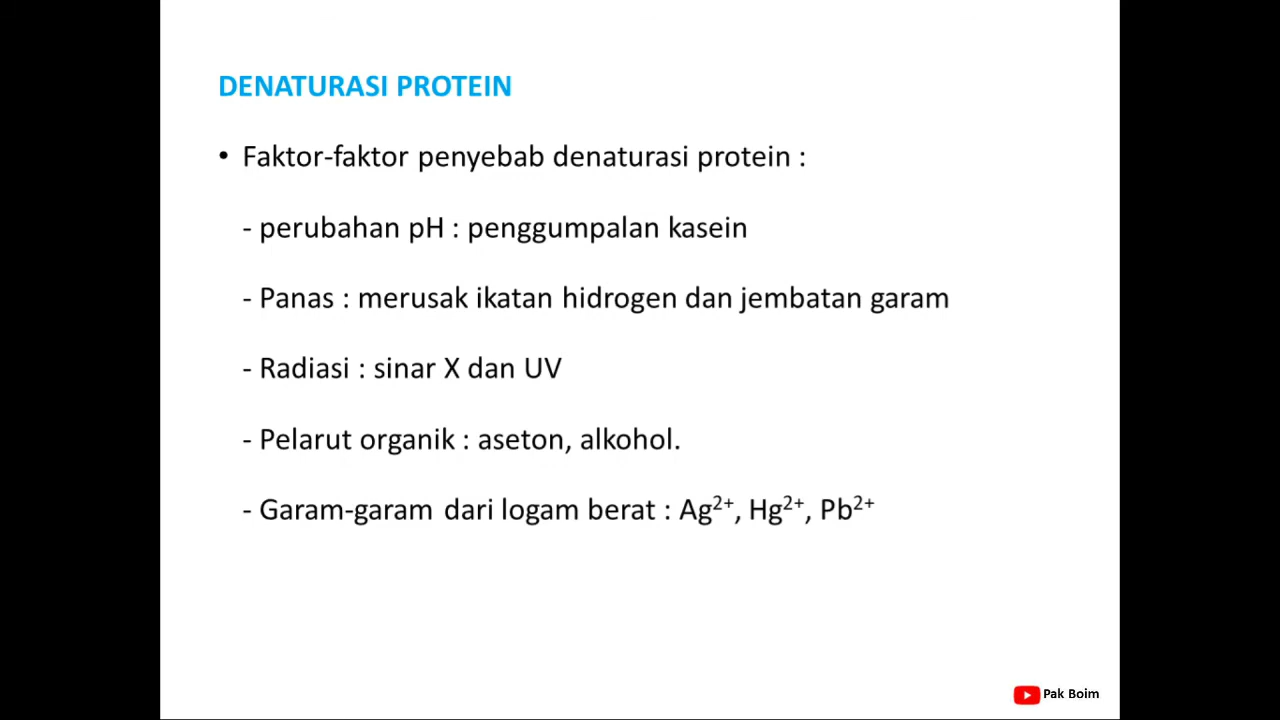 DENATURASI PROTEIN
• Faktor-faktor penyebab denaturasi protein :
- perubahan pH : penggumpalan kasein
- Panas : merusak ikatan hidrogen dan jembatan garam
- Radiasi : sinar X dan UV
- Pelarut organik : aseton, alkohol.
- Garam-garam dari logam berat : Ag²⁺, Hg²⁺, Pb²⁺
Pak Boim